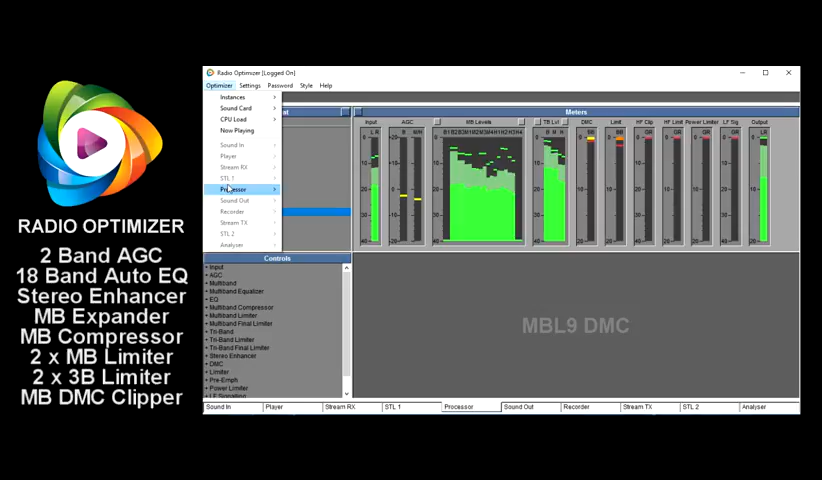 RADIO OPTIMIZER
2 Band AGC
18 Band Auto EQ
Stereo Enhancer
MB Expander
MB Compressor
2 x MB Limiter
2 x 3B Limiter
MB DMC Clipper
Radio Optimizer [Logged On]
Optimizer Settings Password Style Help
Instances
Sound Card
CPU Load
Now Playing
Sound In
Player
Stream RX
STL 1
Processor
Sound Out
Recorder
Stream TX
STL 2
Analyser
Meters
Input AGC MB Levels TB Lvl DMC Limit HF Clip HF Limit Power Limiter LF Sig Output
Controls
+ Input
+ AGC
+ Multiband
+ Multiband Equalizer
+ EQ
+ Multiband Compressor
+ Multiband Limiter
+ Multiband Final Limiter
+ Tri-Band
+ Tri-Band Limiter
+ Tri-Band Final Limiter
+ Stereo Enhancer
+ DMC
+ Limiter
+ Pre-Emph
+ Power Limiter
+ LF Signalling
MBL9 DMC
Sound In Player Stream RX STL 1 Processor Sound Out Recorder Stream TX STL 2 Analyser